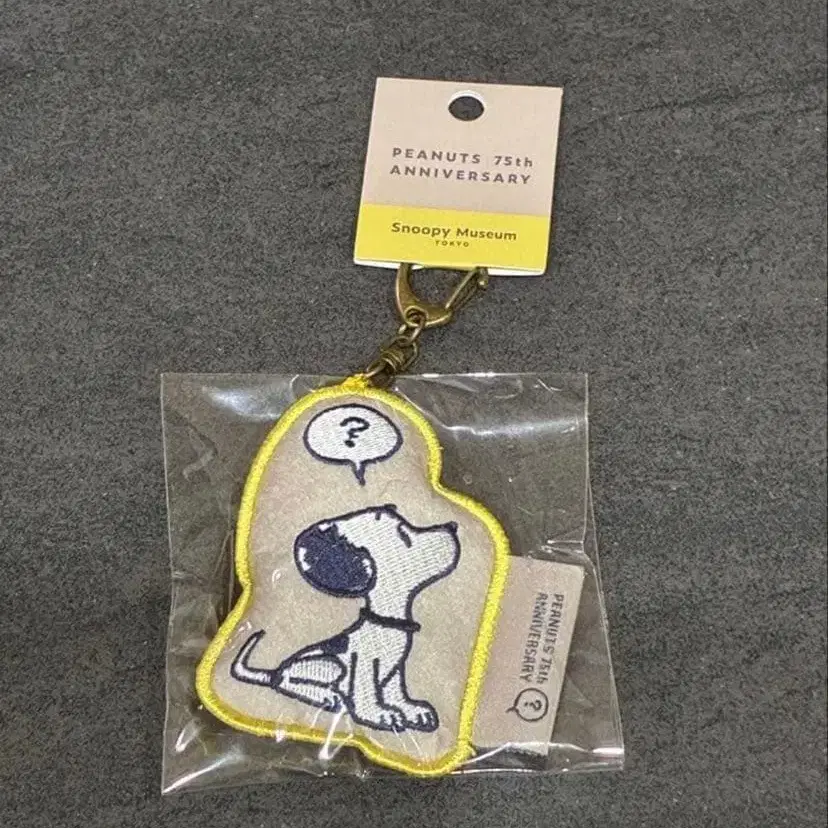 PEANUTS 75th
ANNIVERSARY
Snoopy Museum
TOKYO
?
PEANUTS 75th
ANNIVERSARY
?